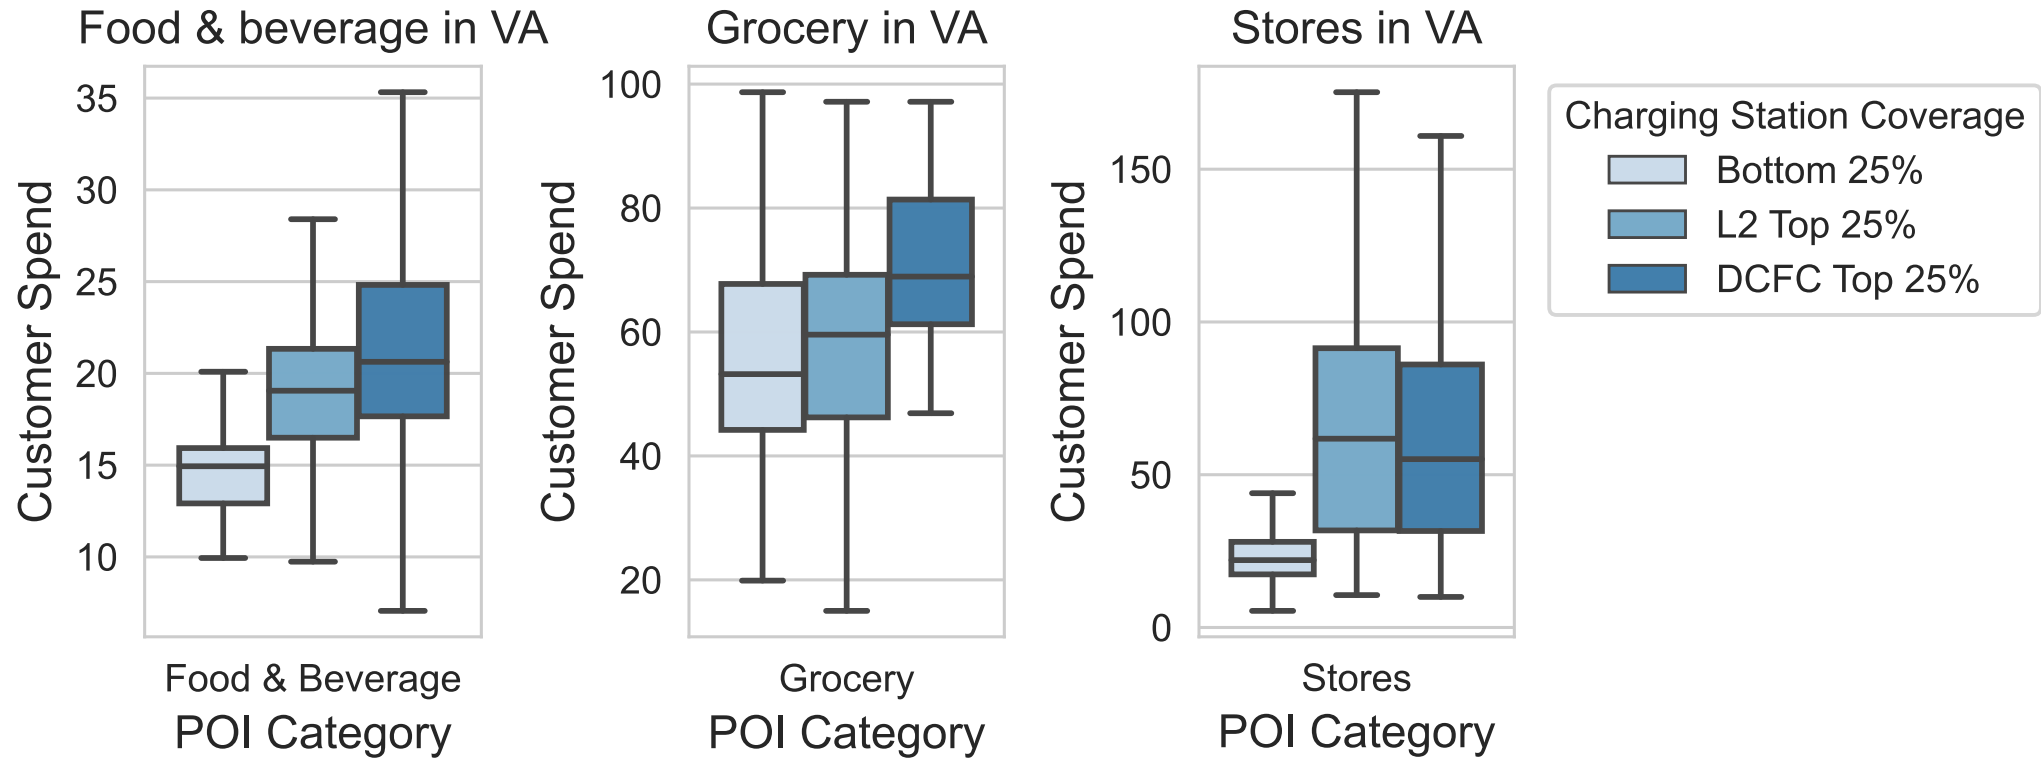 Food & beverage in VA
Customer Spend
35
30
25
20
15
10
Food & Beverage
POI Category
Grocery in VA
Customer Spend
100
80
60
40
20
Grocery
POI Category
Stores in VA
Customer Spend
150
100
50
0
Stores
POI Category
Charging Station Coverage
Bottom 25%
L2 Top 25%
DCFC Top 25%